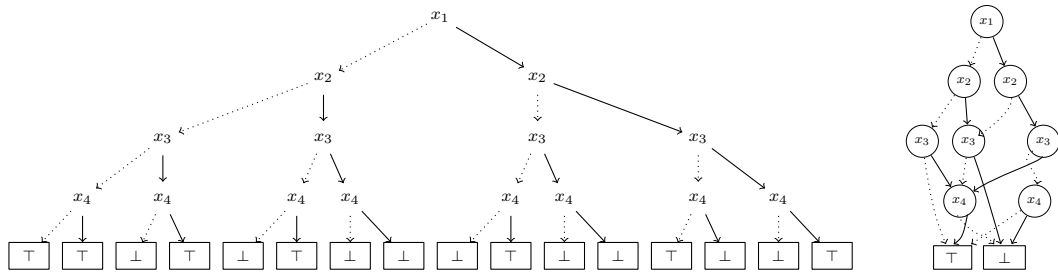 x₁
x₂ x₂
x₃ x₃ x₃ x₃
x₄ x₄ x₄ x₄ x₄ x₄ x₄ x₄
⊤ ⊤ ⊥ ⊤ ⊥ ⊤ ⊥ ⊥ ⊥ ⊤ ⊥ ⊥ ⊤ ⊥ ⊥ ⊤
x₁
x₂ x₂
x₃ x₃ x₃
x₄ x₄
⊤ ⊥